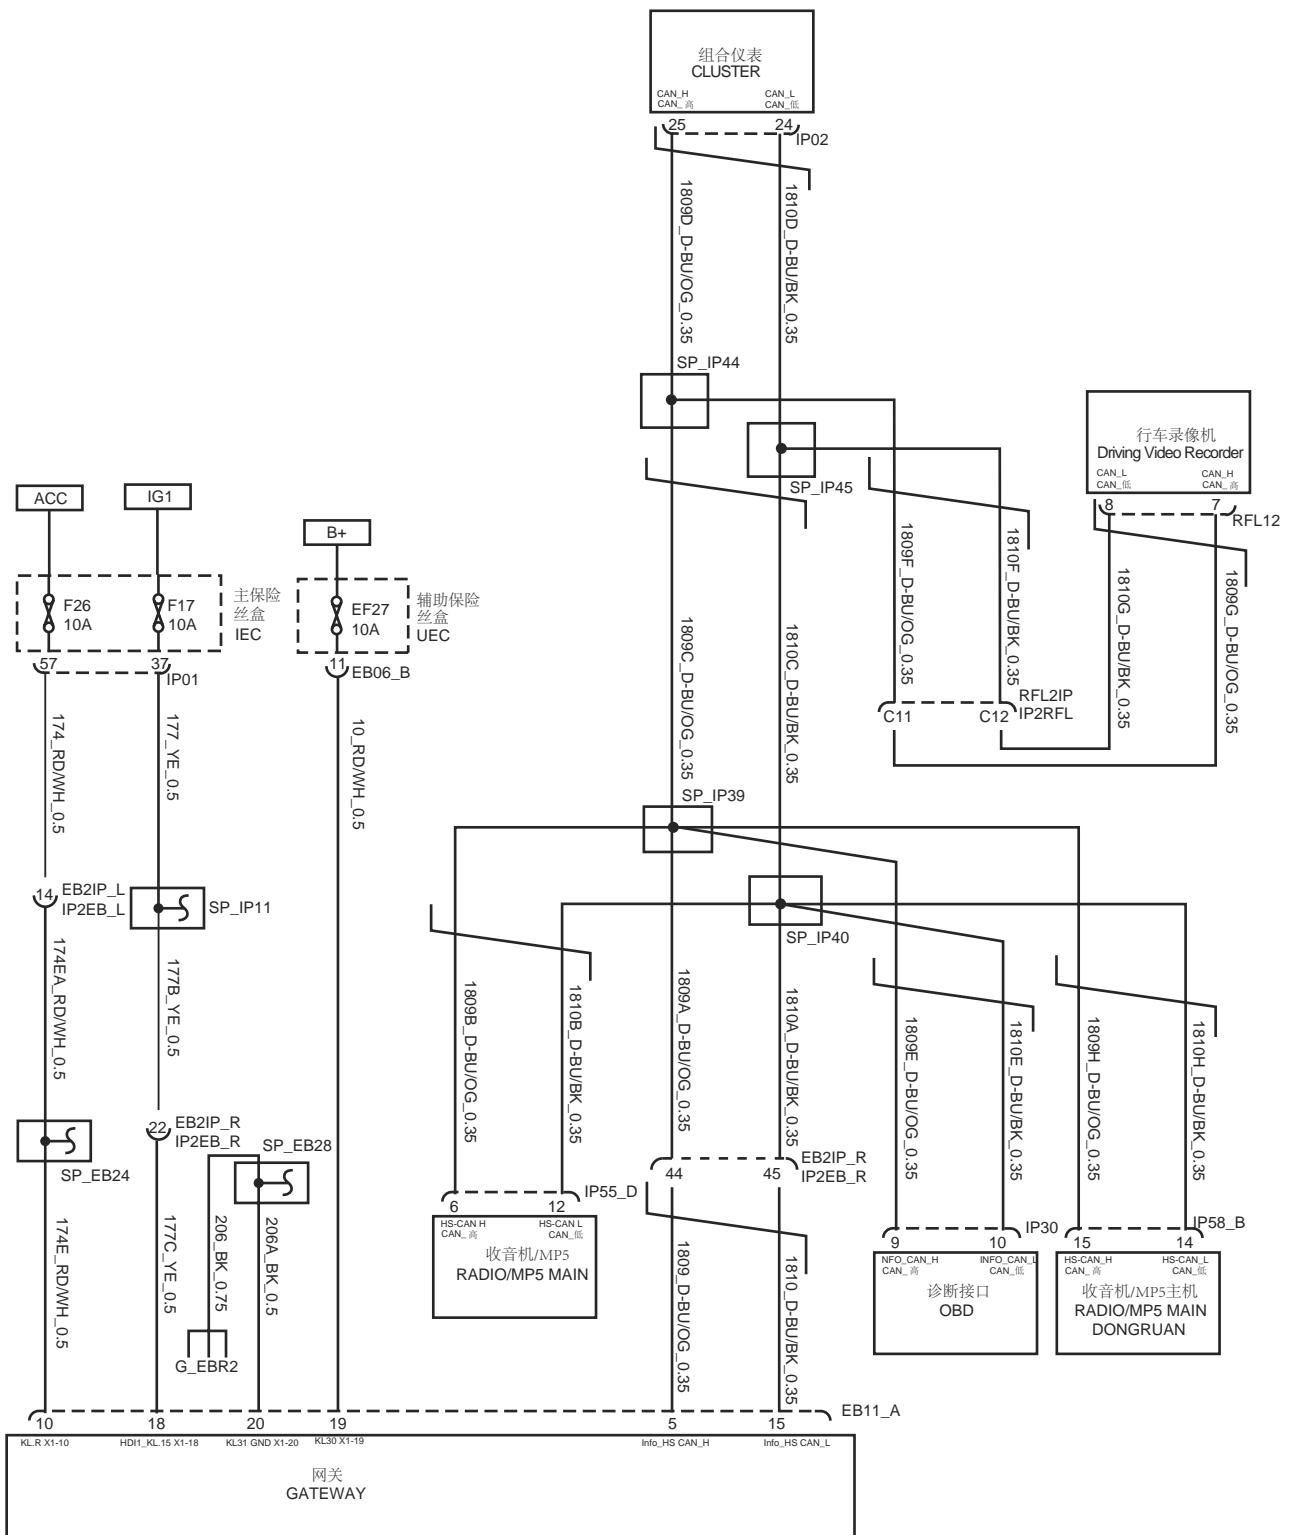 组合仪表
CLUSTER
CAN_H
CAN_高
CAN_L
CAN_低
25
24
IP02
1809D_D-BU/OG_0.35
1810D_D-BU/BK_0.35
SP_IP44
SP_IP45
行车录像机
Driving Video Recorder
CAN_L
CAN_低
CAN_H
CAN_高
8
7
RFL12
1809F_D-BU/OG_0.35
1810F_D-BU/BK_0.35
1810G_D-BU/BK_0.35
1809G_D-BU/OG_0.35
C11
C12
RFL2IP
IP2RFL
ACC
IG1
B+
F26
10A
F17
10A
主保险
丝盒
IEC
EF27
10A
辅助保险
丝盒
UEC
57
37
IP01
11
EB06_B
174_RD/WH_0.5
177_YE_0.5
10_RD/WH_0.5
1809C_D-BU/OG_0.35
1810C_D-BU/BK_0.35
SP_IP39
SP_IP40
14
EB2IP_L
IP2EB_L
SP_IP11
174EA_RD/WH_0.5
177B_YE_0.5
1809B_D-BU/OG_0.35
1810B_D-BU/BK_0.35
1809A_D-BU/OG_0.35
1810A_D-BU/BK_0.35
1809E_D-BU/OG_0.35
1810E_D-BU/BK_0.35
1809H_D-BU/OG_0.35
1810H_D-BU/BK_0.35
SP_EB24
22
EB2IP_R
IP2EB_R
SP_EB28
44
45
EB2IP_R
IP2EB_R
6
12
IP55_D
HS-CAN H
CAN_高
HS-CAN L
CAN_低
收音机/MP5
RADIO/MP5 MAIN
9
10
IP30
NFO_CAN_H
CAN_高
INFO_CAN_L
CAN_低
诊断接口
OBD
15
14
IP58_B
HS-CAN_H
CAN_高
HS-CAN_L
CAN_低
收音机/MP5主机
RADIO/MP5 MAIN
DONGRUAN
174E_RD/WH_0.5
177C_YE_0.5
206_BK_0.75
206A_BK_0.5
1809_D-BU/OG_0.35
1810_D-BU/BK_0.35
G_EBR2
EB11_A
10
18
20
19
5
15
KL.R X1-10
HDI1_KL.15 X1-18
KL31 GND X1-20
KL30 X1-19
Info_HS CAN_H
Info_HS CAN_L
网关
GATEWAY